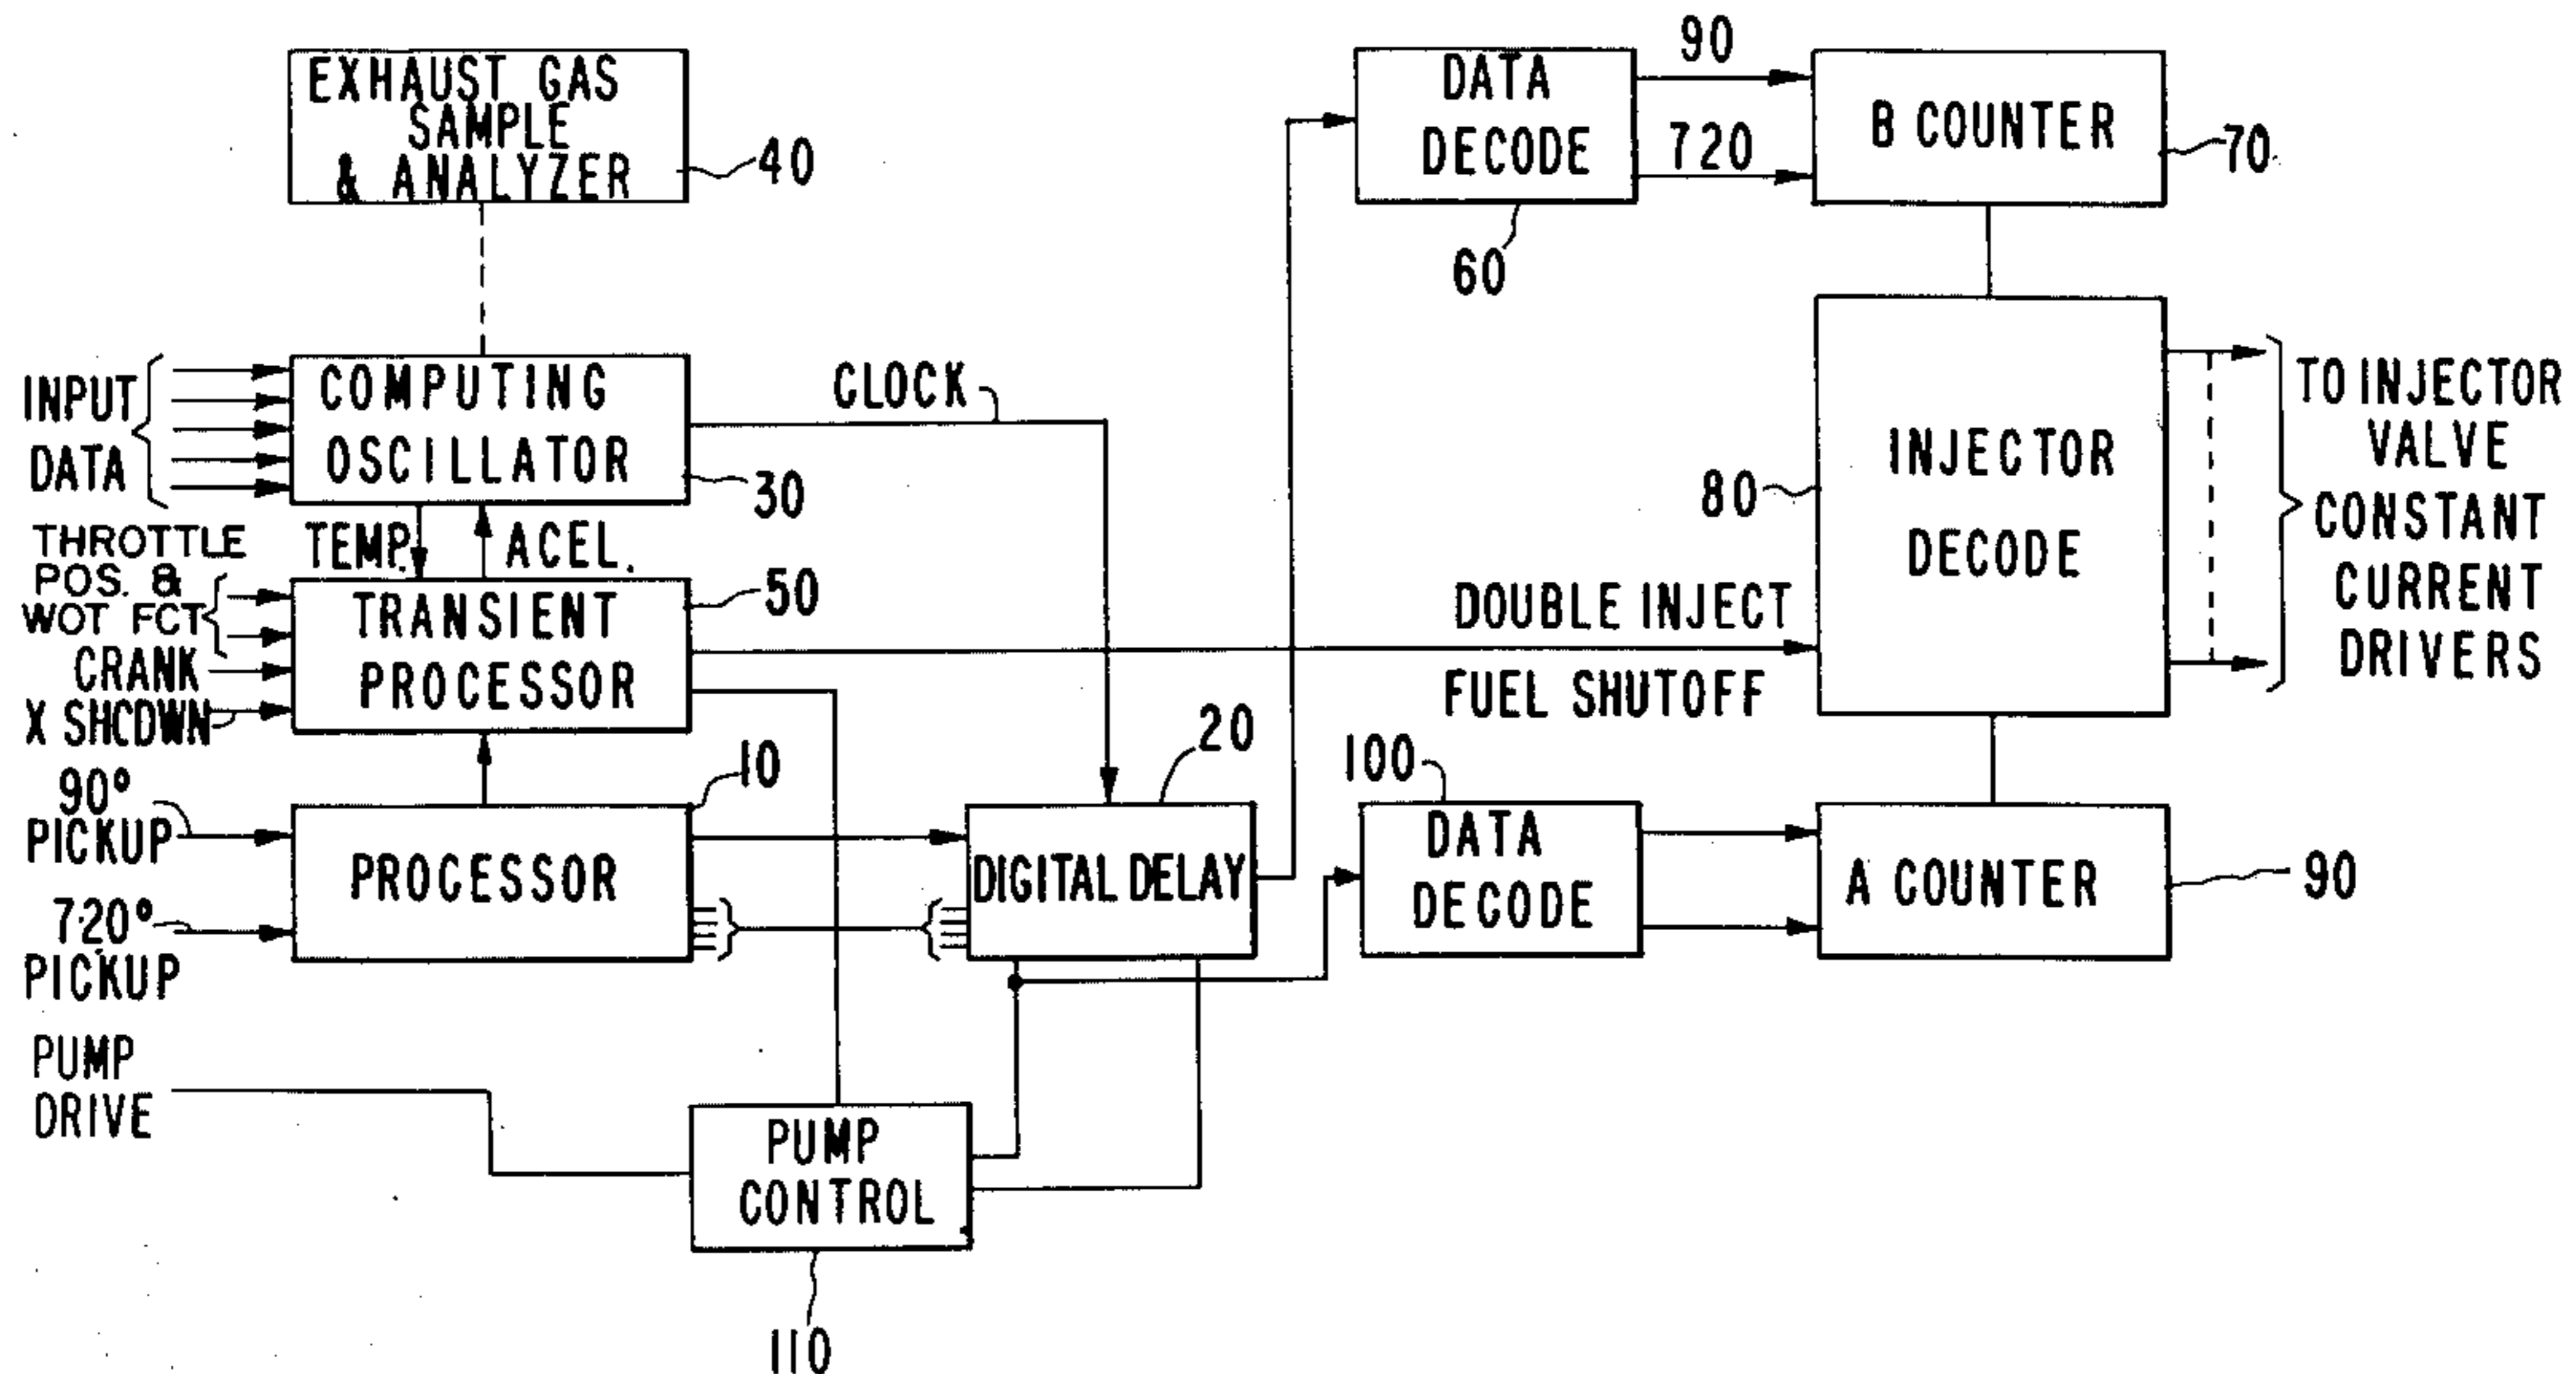 EXHAUST GAS
SAMPLE
& ANALYZER
40
DATA
DECODE
60
90
720
B COUNTER
70
INPUT
DATA
COMPUTING
OSCILLATOR
30
CLOCK
TEMP.
ACEL.
THROTTLE
POS. &
WOT FCT
CRANK
X SHCDWN
TRANSIENT
PROCESSOR
50
DOUBLE INJECT
FUEL SHUTOFF
80
INJECTOR
DECODE
TO INJECTOR
VALVE
CONSTANT
CURRENT
DRIVERS
90°
PICKUP
720°
PICKUP
PROCESSOR
10
DIGITAL DELAY
20
100
DATA
DECODE
A COUNTER
90
PUMP
DRIVE
PUMP
CONTROL
110